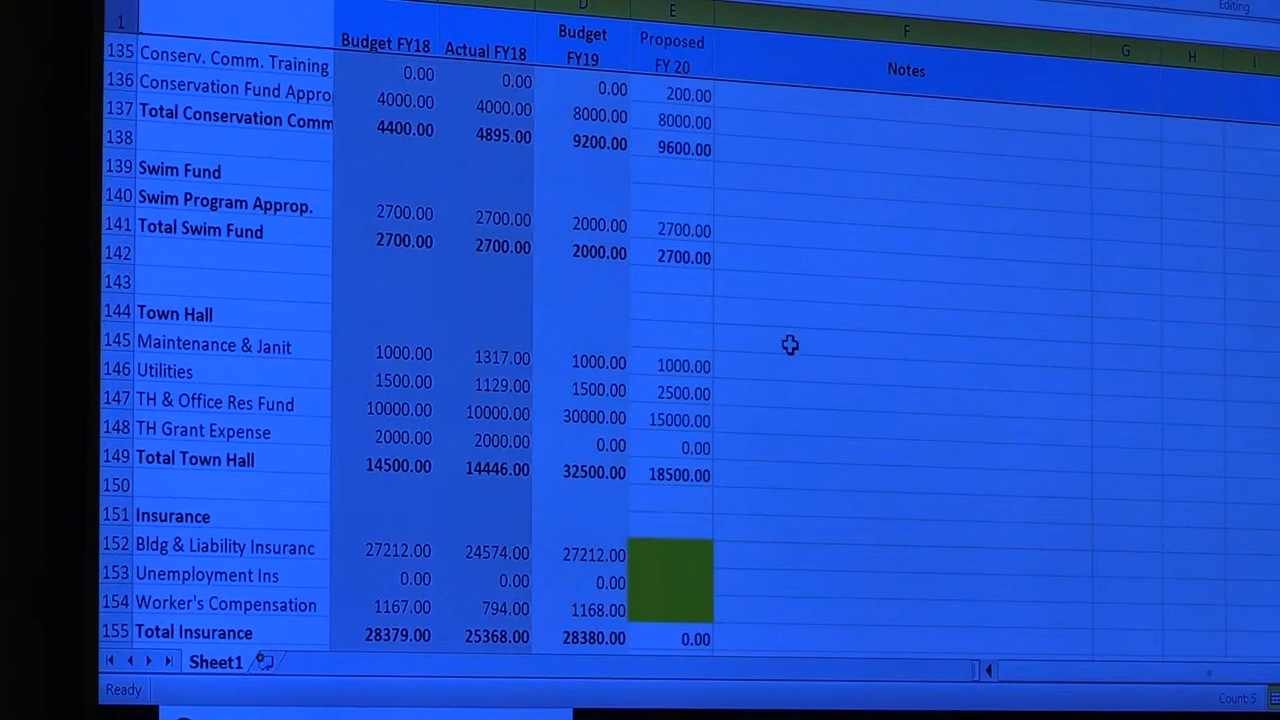 Editing
D E F G H I
1 Budget FY18 Actual FY18 Budget FY19 Proposed FY 20 Notes
135 Conserv. Comm. Training 0.00 0.00 0.00 200.00
136 Conservation Fund Appro 4000.00 4000.00 8000.00 8000.00
137 Total Conservation Comm 4400.00 4895.00 9200.00 9600.00
138
139 Swim Fund
140 Swim Program Approp. 2700.00 2700.00 2000.00 2700.00
141 Total Swim Fund 2700.00 2700.00 2000.00 2700.00
142
143
144 Town Hall
145 Maintenance & Janit 1000.00 1317.00 1000.00 1000.00
146 Utilities 1500.00 1129.00 1500.00 2500.00
147 TH & Office Res Fund 10000.00 10000.00 30000.00 15000.00
148 TH Grant Expense 2000.00 2000.00 0.00 0.00
149 Total Town Hall 14500.00 14446.00 32500.00 18500.00
150
151 Insurance
152 Bldg & Liability Insuranc 27212.00 24574.00 27212.00
153 Unemployment Ins 0.00 0.00 0.00
154 Worker's Compensation 1167.00 794.00 1168.00
155 Total Insurance 28379.00 25368.00 28380.00 0.00
Sheet1
Ready Count: 5